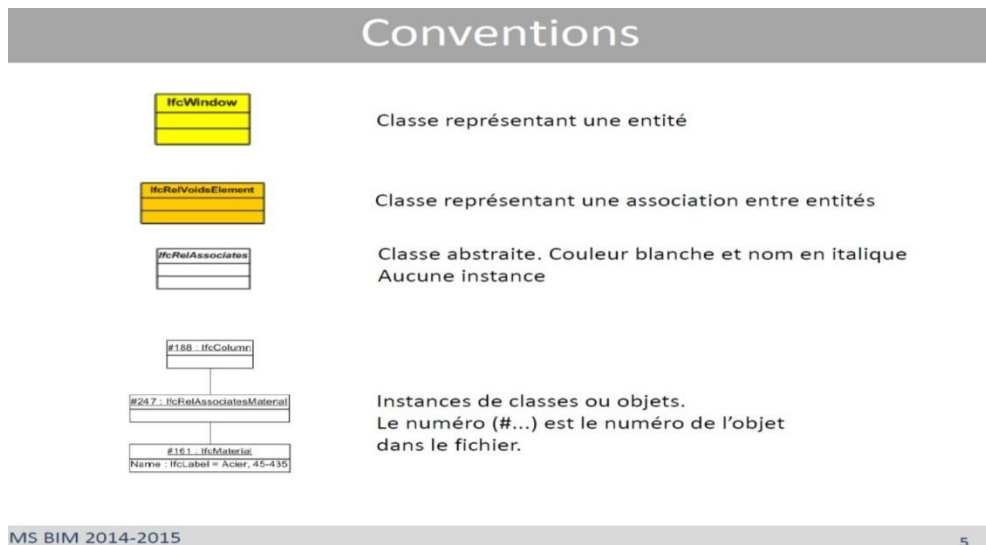 Conventions
IfcWindow
Classe représentant une entité
IfcRelVoidsElement
Classe représentant une association entre entités
IfcRelAssociates
Classe abstraite. Couleur blanche et nom en italique
Aucune instance
#188 : IfcColumn
#247 : IfcRelAssociatesMaterial
#161 : IfcMaterial
Name : IfcLabel = Acier, 45-435
Instances de classes ou objets.
Le numéro (#...) est le numéro de l’objet
dans le fichier.
MS BIM 2014-2015
5